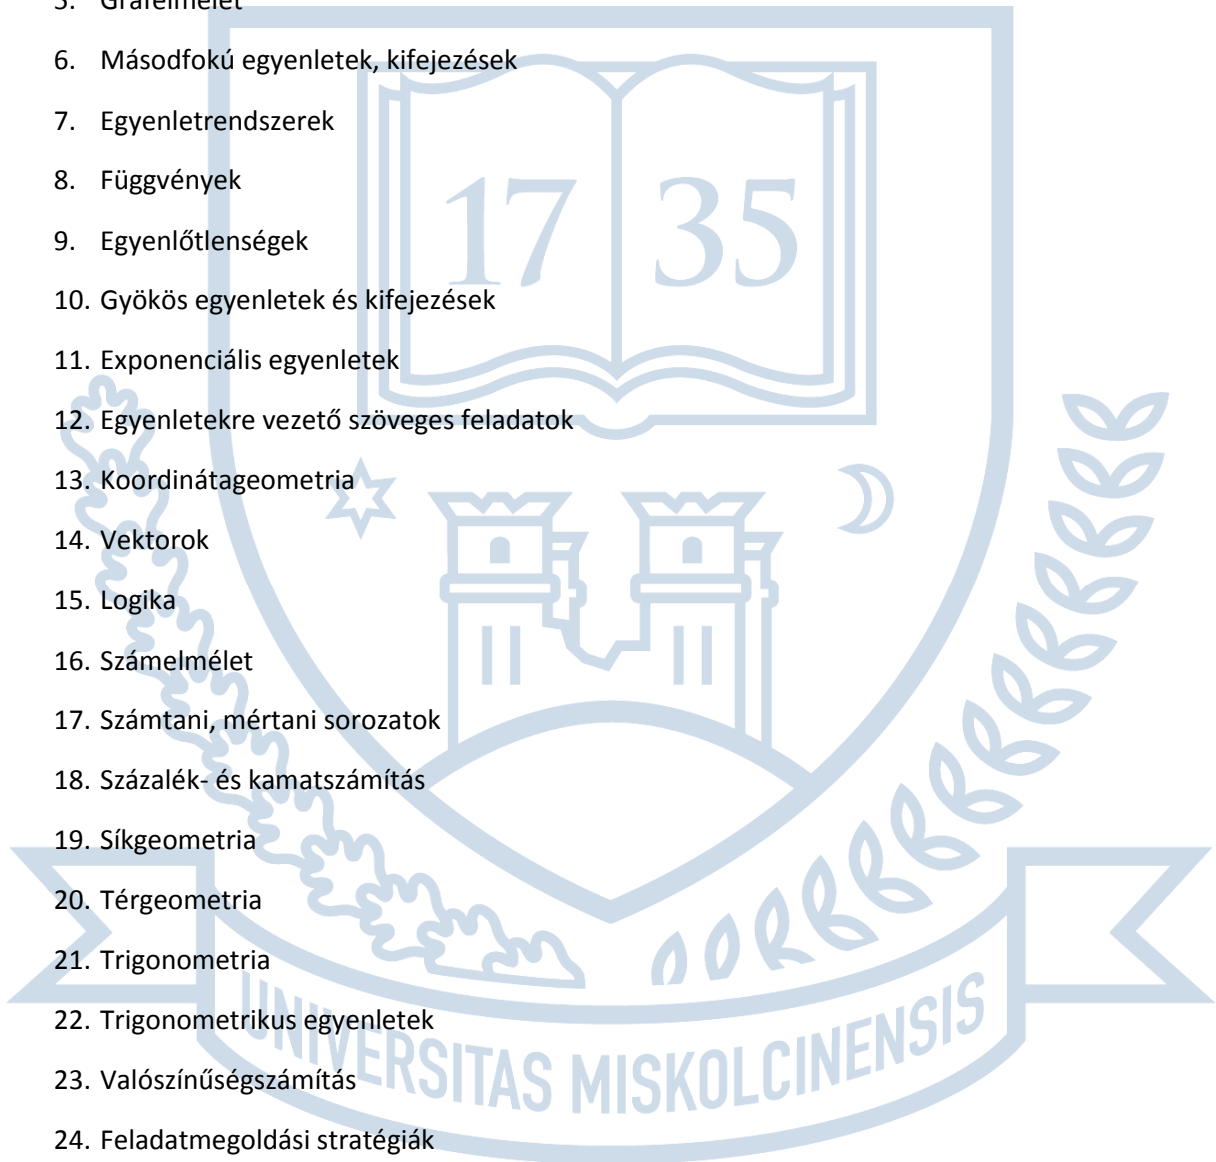 5. Gráfelmélet
6. Másodfokú egyenletek, kifejezések
7. Egyenletrendszerek
8. Függvények
9. Egyenlőtlenségek
10. Gyökös egyenletek és kifejezések
11. Exponenciális egyenletek
12. Egyenletekre vezető szöveges feladatok
13. Koordinátageometria
14. Vektorok
15. Logika
16. Számelmélet
17. Számtani, mértani sorozatok
18. Százalék- és kamatszámítás
19. Síkgeometria
20. Térgeometria
21. Trigonometria
22. Trigonometrikus egyenletek
23. Valószínűségszámítás
24. Feladatmegoldási stratégiák
17 35
UNIVERSITAS MISKOLCINENSIS